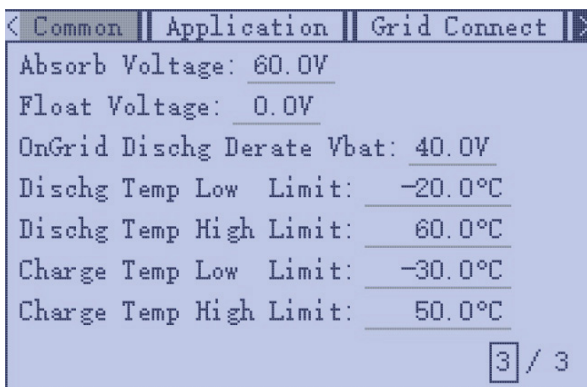 Common Application Grid Connect
Absorb Voltage: 60.0V
Float Voltage: 0.0V
OnGrid Dischg Derate Vbat: 40.0V
Dischg Temp Low Limit: -20.0°C
Dischg Temp High Limit: 60.0°C
Charge Temp Low Limit: -30.0°C
Charge Temp High Limit: 50.0°C
3 / 3